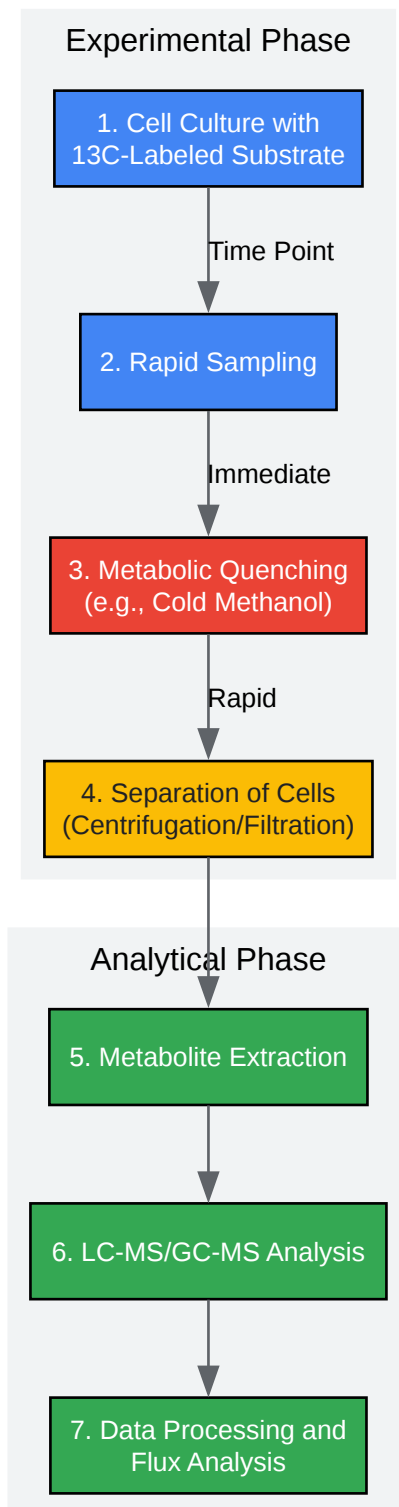 Experimental Phase
1. Cell Culture with
13C-Labeled Substrate
Time Point
2. Rapid Sampling
Immediate
3. Metabolic Quenching
(e.g., Cold Methanol)
Rapid
4. Separation of Cells
(Centrifugation/Filtration)
Analytical Phase
5. Metabolite Extraction
6. LC-MS/GC-MS Analysis
7. Data Processing and
Flux Analysis